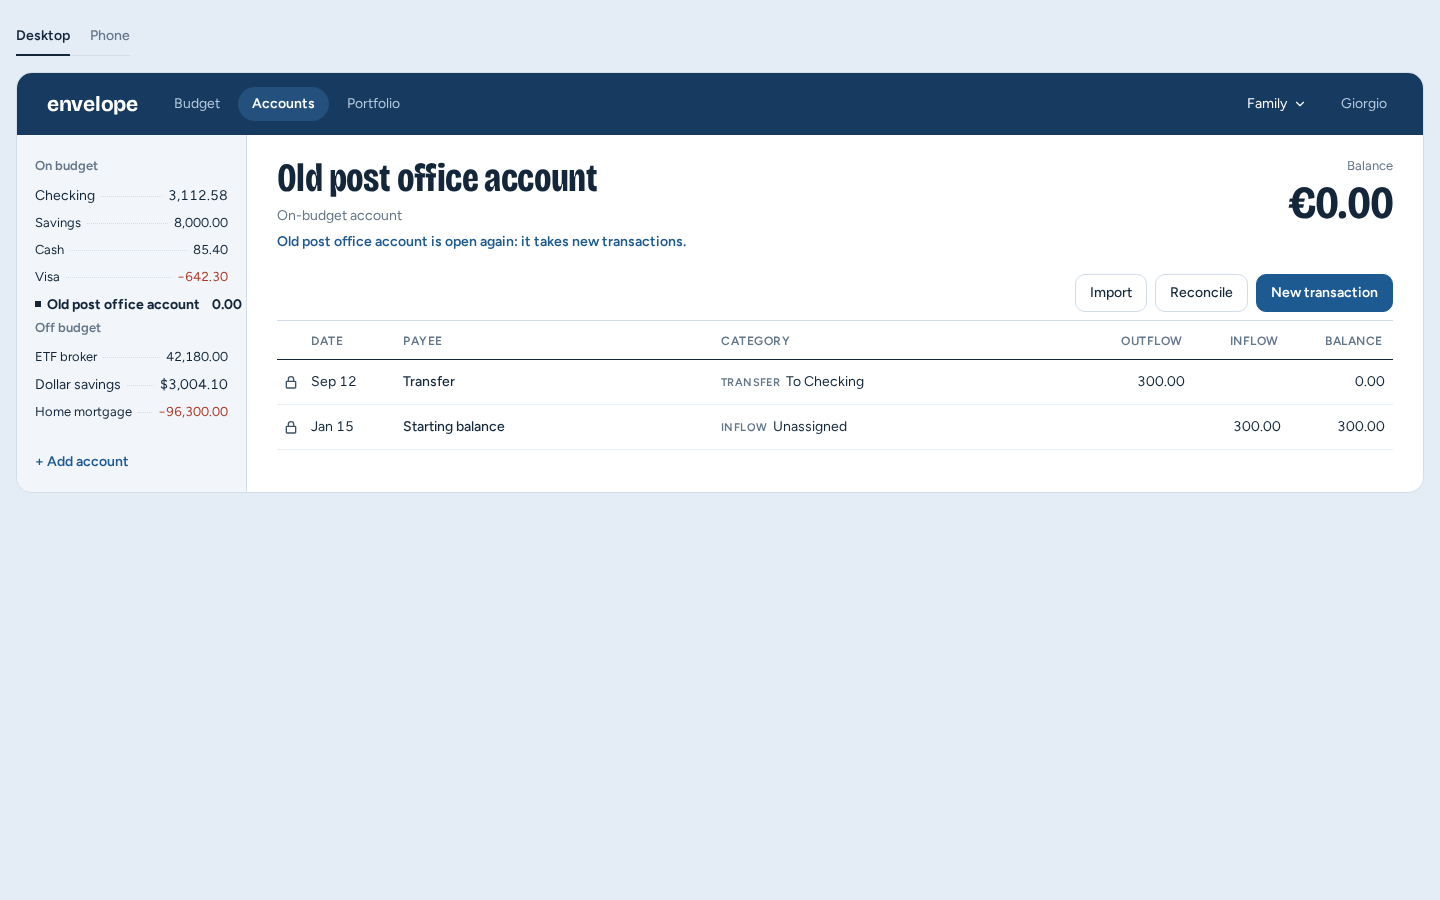 Desktop Phone
envelope Budget Accounts Portfolio Family Giorgio
On budget
Checking 3,112.58
Savings 8,000.00
Cash 85.40
Visa −642.30
Old post office account 0.00
Off budget
ETF broker 42,180.00
Dollar savings $3,004.10
Home mortgage −96,300.00
+ Add account
Old post office account
On-budget account
Old post office account is open again: it takes new transactions.
Balance
€0.00
Import Reconcile New transaction
DATE PAYEE CATEGORY OUTFLOW INFLOW BALANCE
Sep 12 Transfer TRANSFER To Checking 300.00 0.00
Jan 15 Starting balance INFLOW Unassigned 300.00 300.00